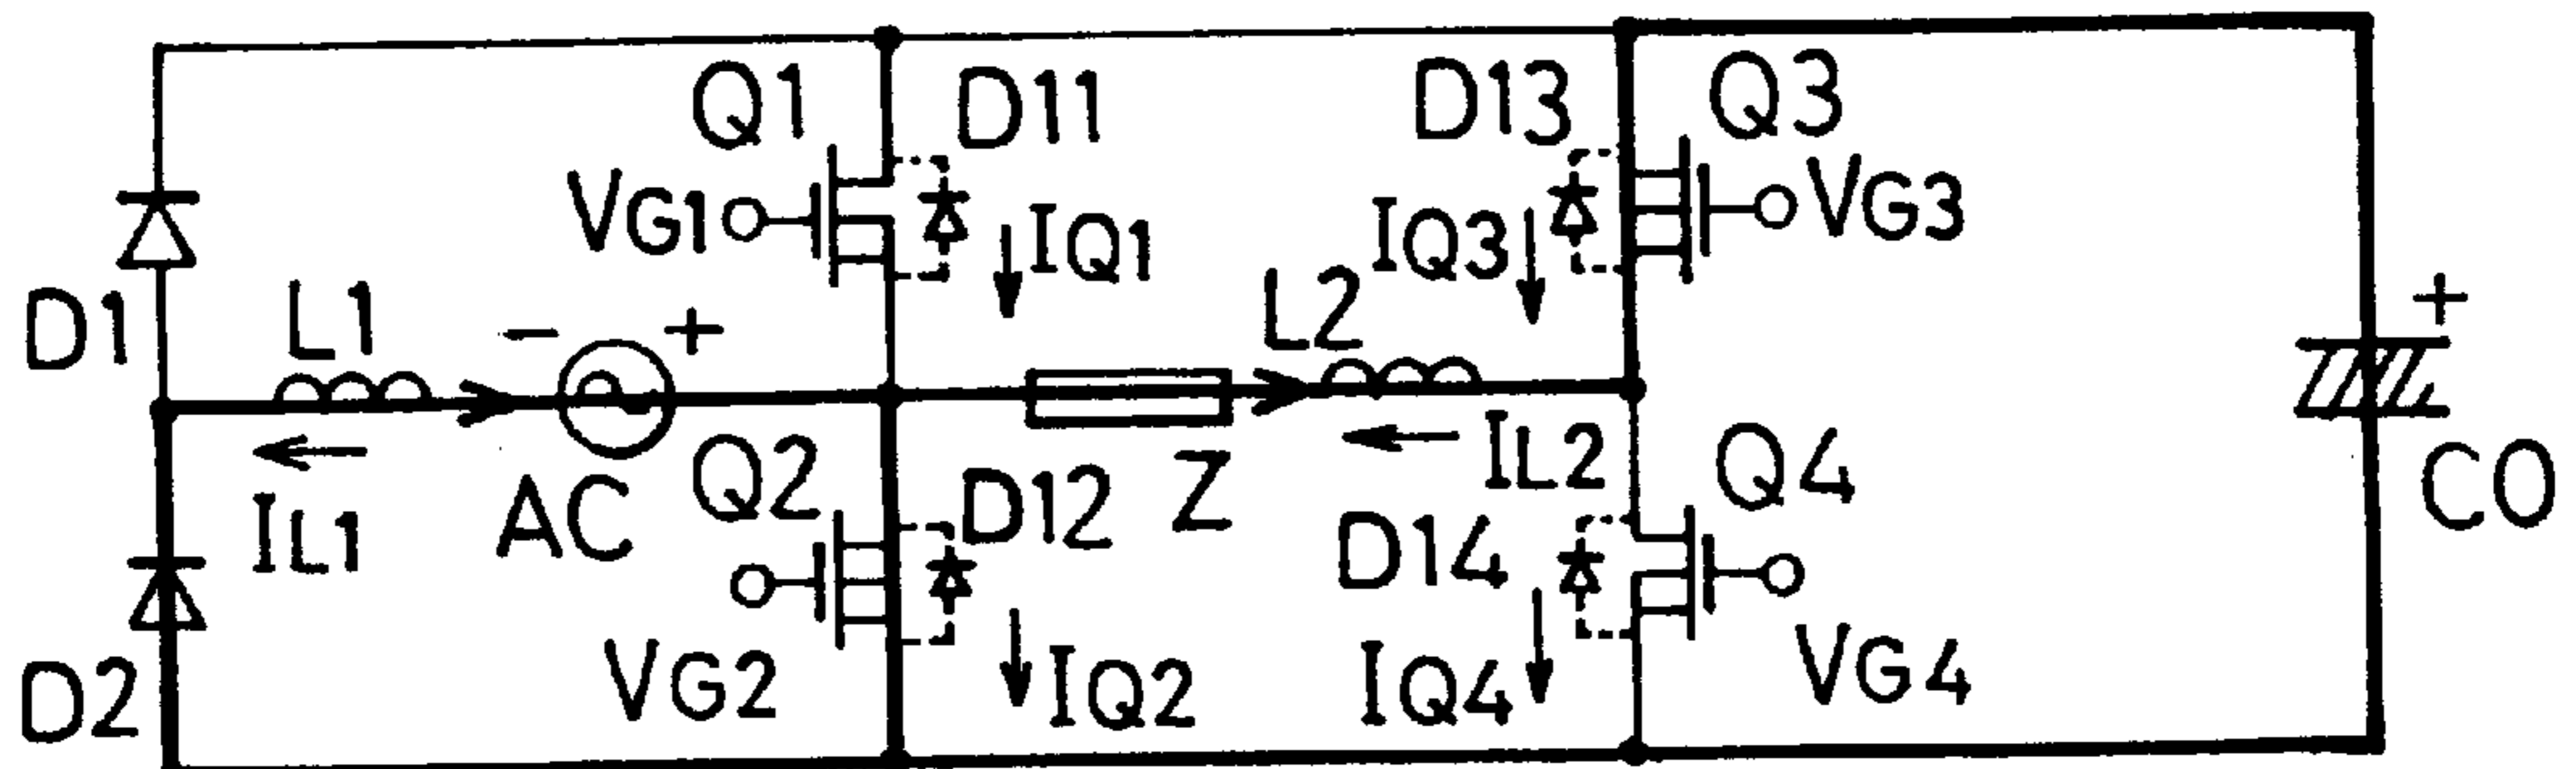 Q1
D11
D13
Q3
VG1
IQ1
IQ3
VG3
D1
L1
−
+
L2
+
IL1
AC
Q2
D12
Z
IL2
Q4
CO
D14
D2
VG2
IQ2
IQ4
VG4